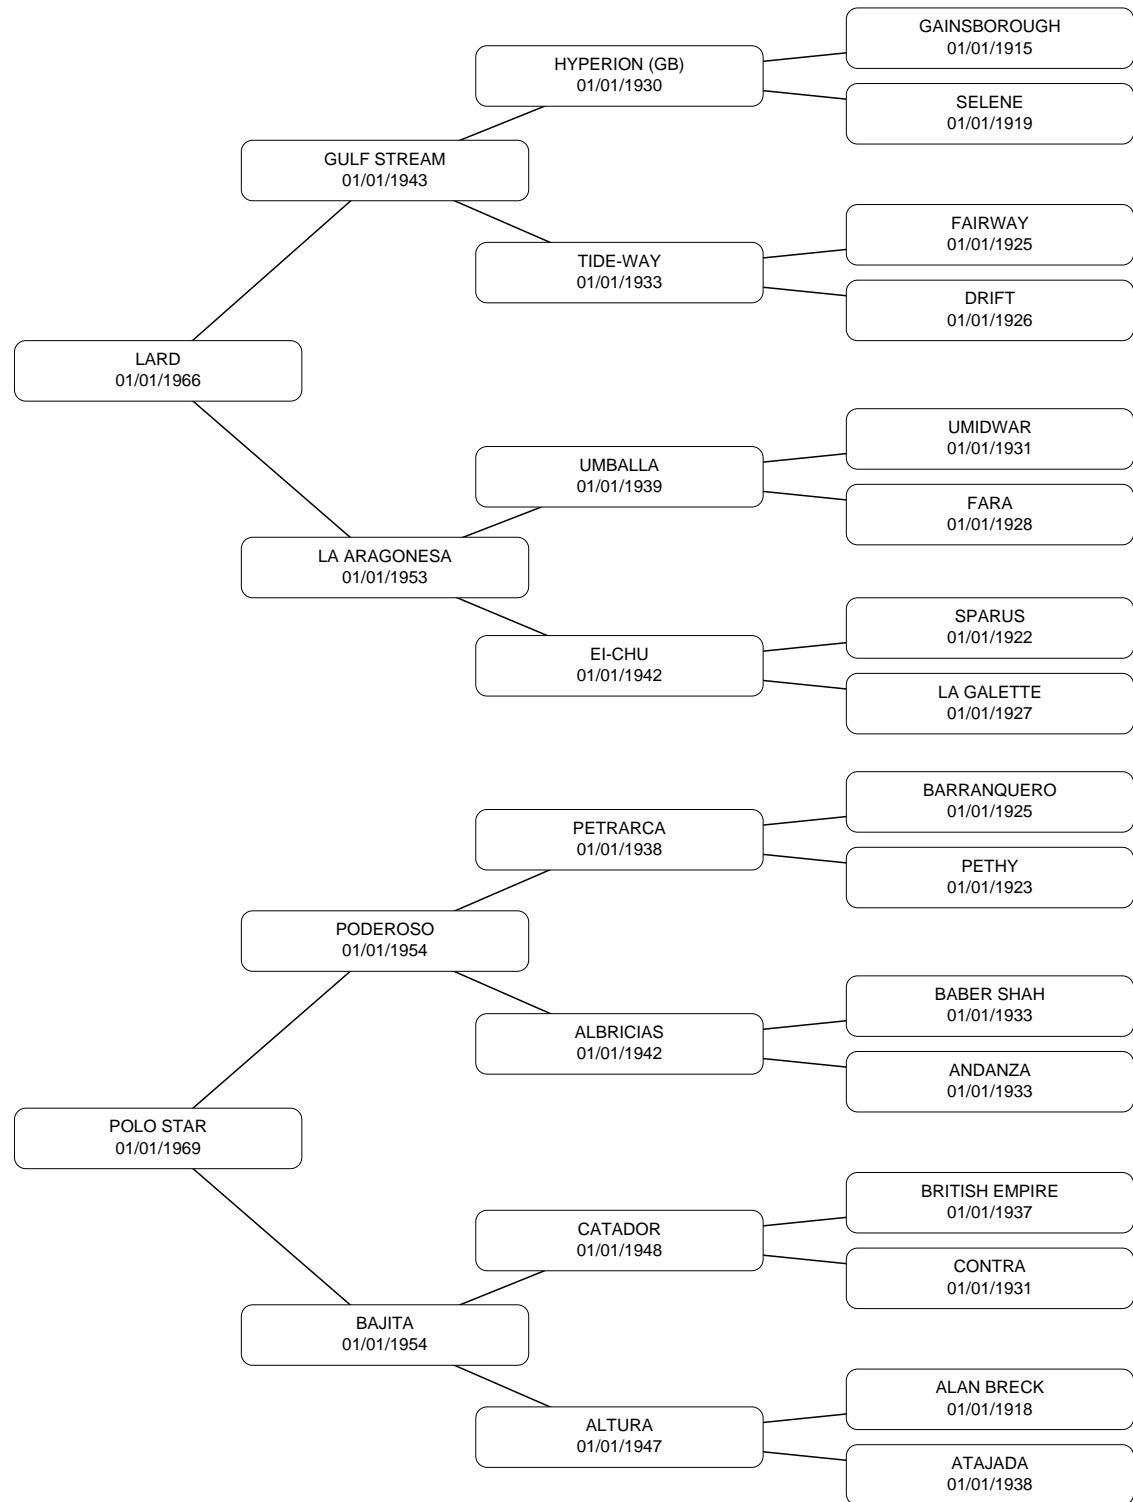 GAINSBOROUGH
01/01/1915
HYPERION (GB)
01/01/1930
SELENE
01/01/1919
GULF STREAM
01/01/1943
FAIRWAY
01/01/1925
TIDE-WAY
01/01/1933
DRIFT
01/01/1926
LARD
01/01/1966
UMIDWAR
01/01/1931
UMBALLA
01/01/1939
FARA
01/01/1928
LA ARAGONESA
01/01/1953
SPARUS
01/01/1922
EI-CHU
01/01/1942
LA GALETTE
01/01/1927
BARRANQUERO
01/01/1925
PETRARCA
01/01/1938
PETHY
01/01/1923
PODEROSO
01/01/1954
BABER SHAH
01/01/1933
ALBRICIAS
01/01/1942
ANDANZA
01/01/1933
POLO STAR
01/01/1969
BRITISH EMPIRE
01/01/1937
CATADOR
01/01/1948
CONTRA
01/01/1931
BAJITA
01/01/1954
ALAN BRECK
01/01/1918
ALTURA
01/01/1947
ATAJADA
01/01/1938